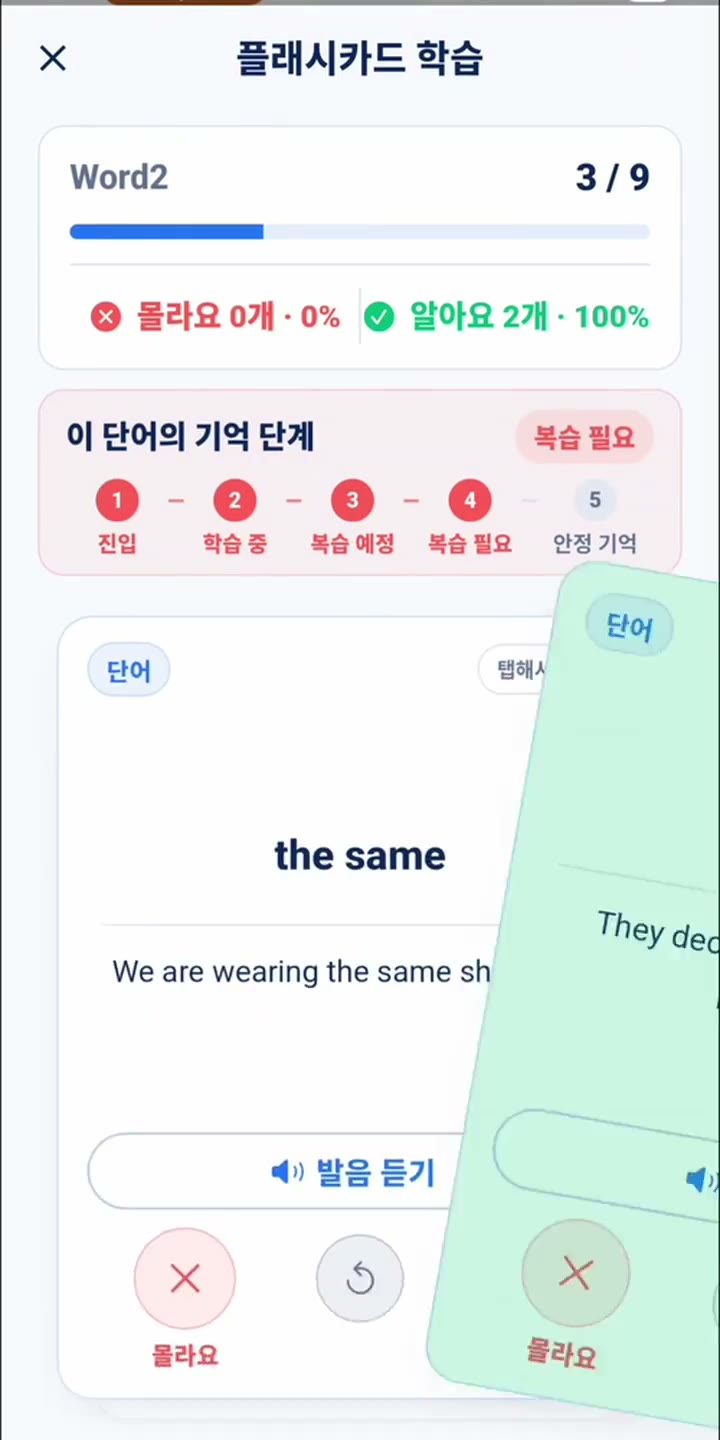 플래시카드 학습
Word2
3 / 9
몰라요 0개 · 0%
알아요 2개 · 100%
이 단어의 기억 단계
복습 필요
1
2
3
4
5
진입
학습 중
복습 예정
복습 필요
안정 기억
단어
탭해
단어
the same
We are wearing the same sh
They dec
발음 듣기
몰라요
몰라요